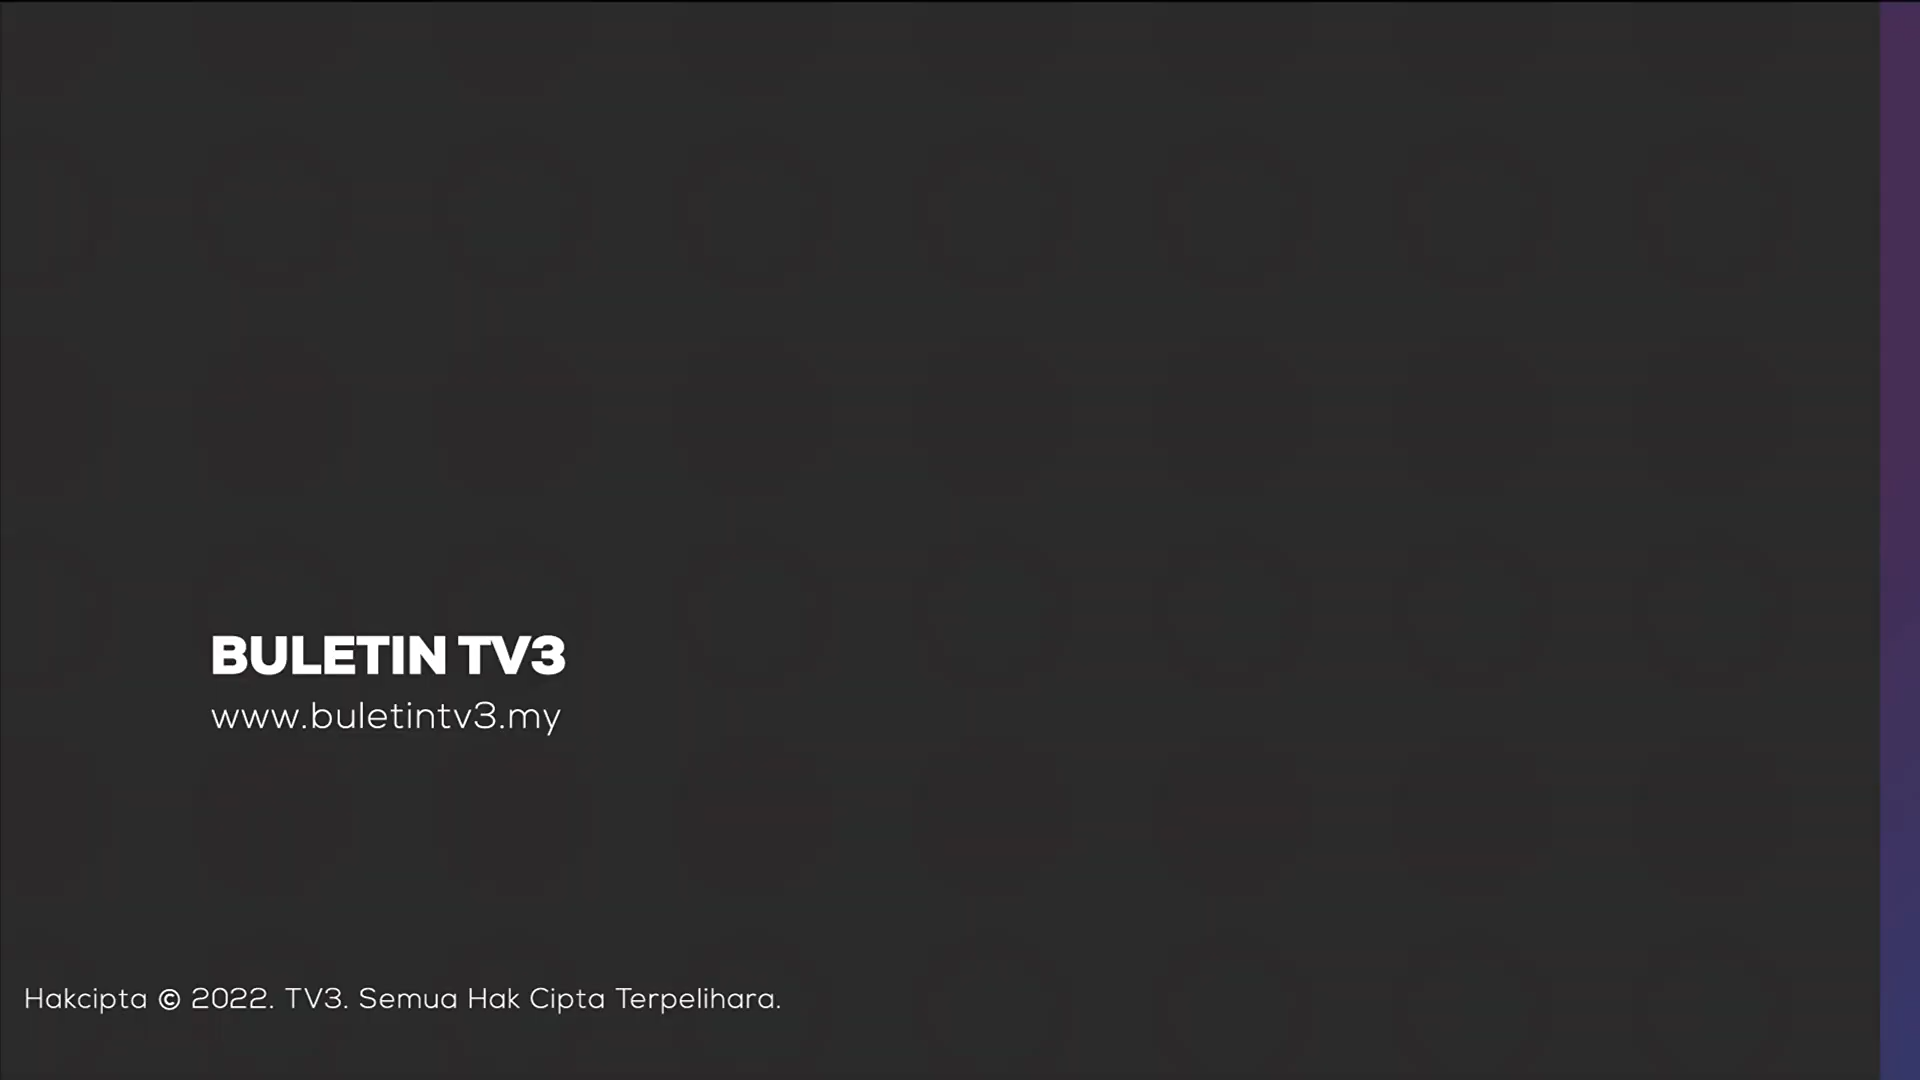 BULETIN TV3
www.buletintv3.my
Hakcipta © 2022. TV3. Semua Hak Cipta Terpelihara.